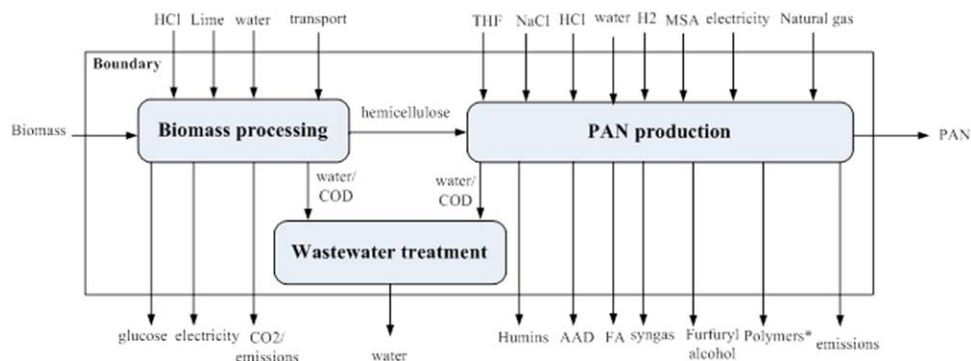 HCl Lime water transport THF NaCl HCl water H2 MSA electricity Natural gas
Boundary
Biomass Biomass processing hemicellulose PAN production PAN
water/
COD
water/
COD
Wastewater treatment
glucose electricity CO2/
emissions
water
Humins AAD FA syngas Furfuryl
alcohol
Polymers* emissions